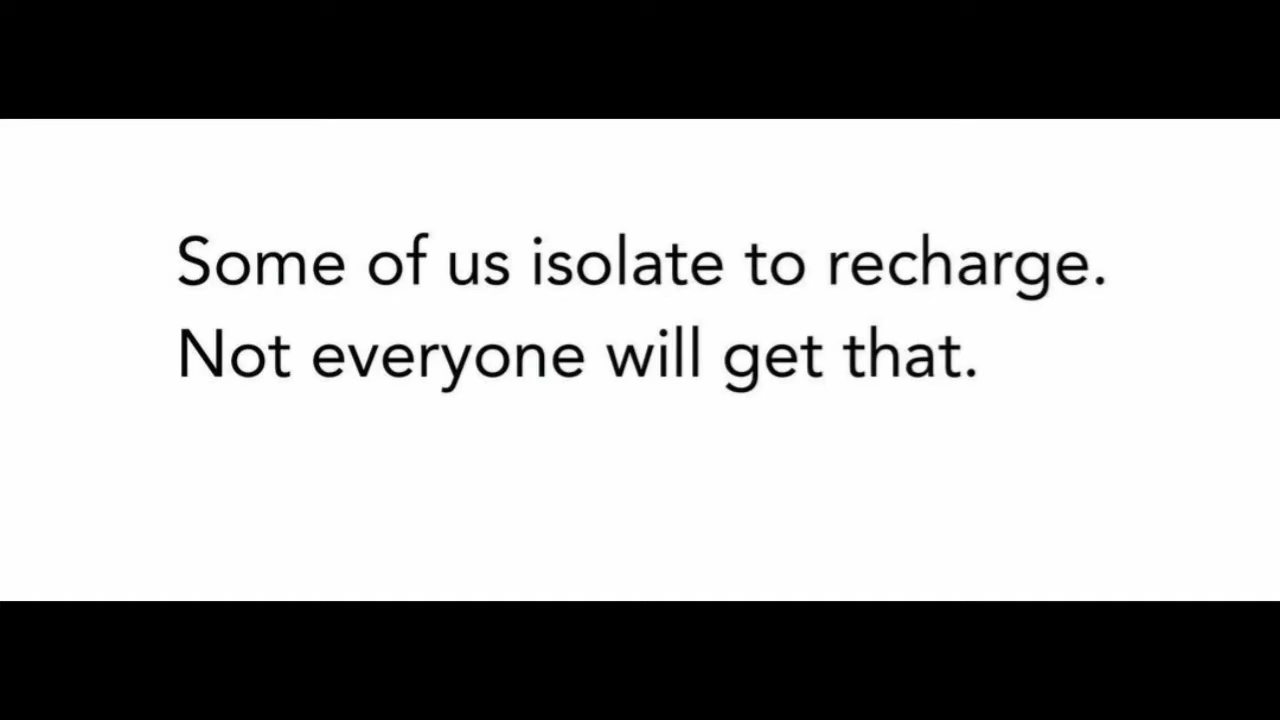 Some of us isolate to recharge.
Not everyone will get that.